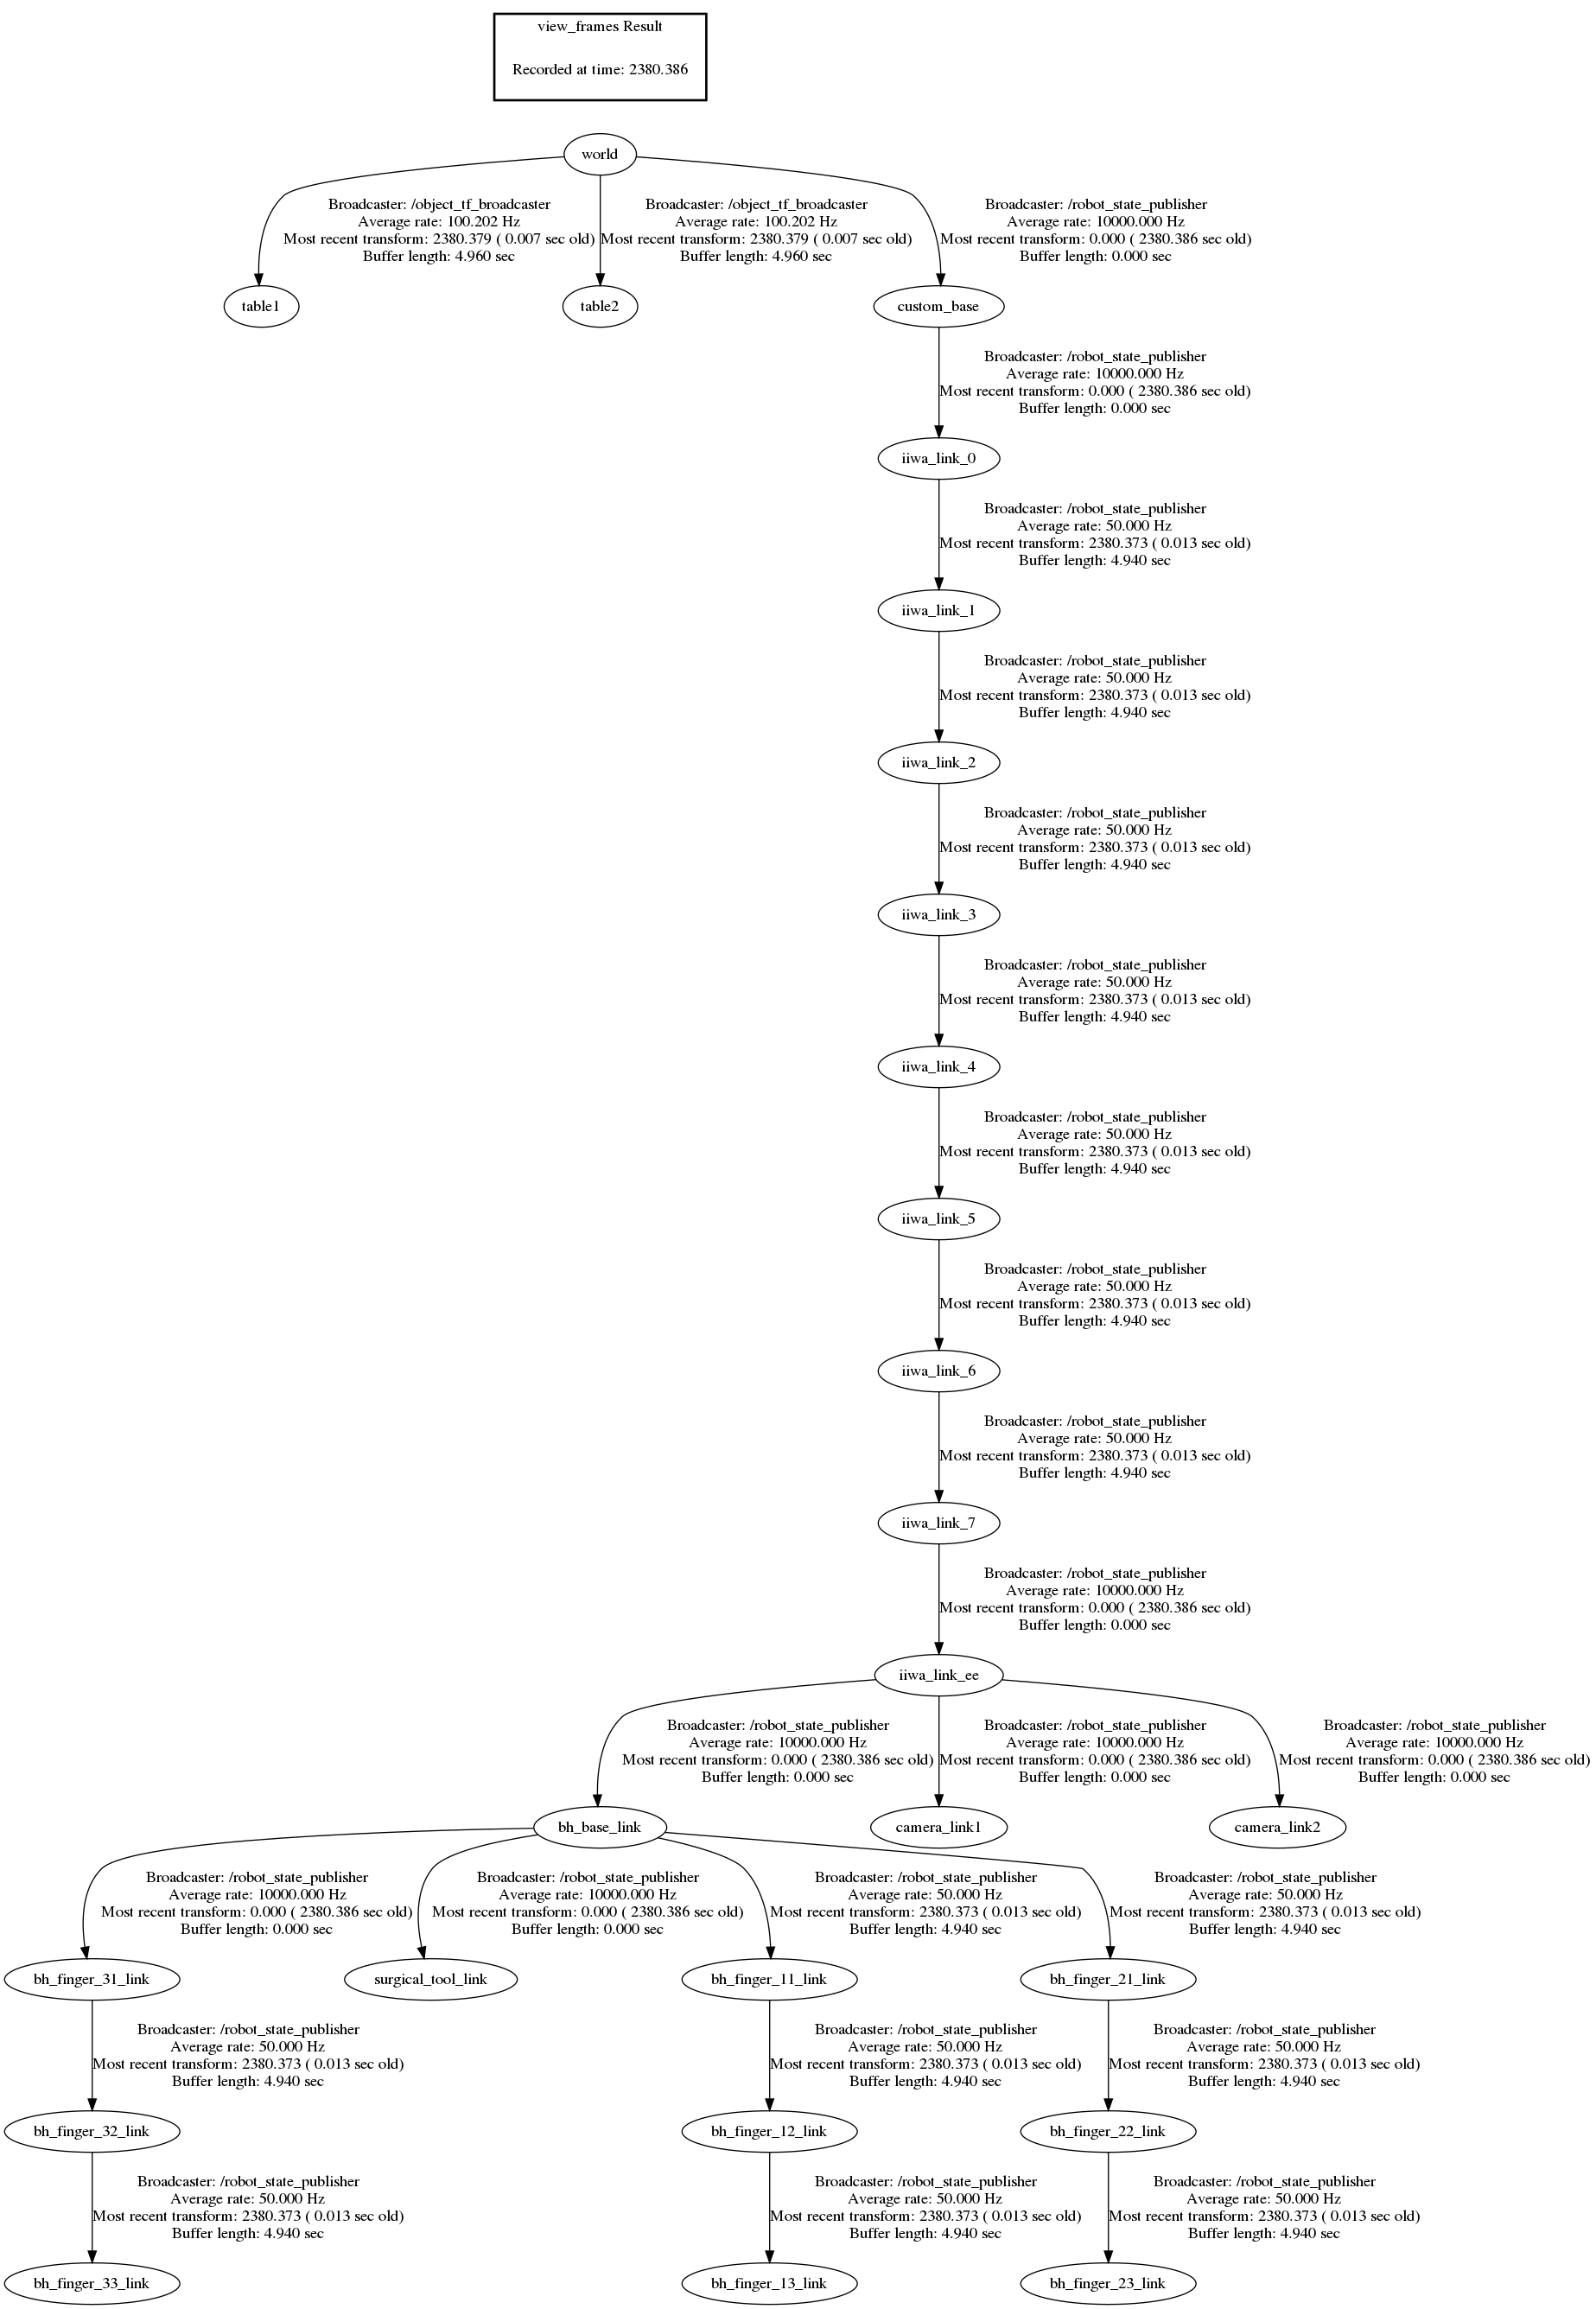 view_frames Result
Recorded at time: 2380.386
world
Broadcaster: /object_tf_broadcaster
Average rate: 100.202 Hz
Most recent transform: 2380.379 ( 0.007 sec old)
Buffer length: 4.960 sec
Broadcaster: /object_tf_broadcaster
Average rate: 100.202 Hz
Most recent transform: 2380.379 ( 0.007 sec old)
Buffer length: 4.960 sec
Broadcaster: /robot_state_publisher
Average rate: 10000.000 Hz
Most recent transform: 0.000 ( 2380.386 sec old)
Buffer length: 0.000 sec
table1
table2
custom_base
Broadcaster: /robot_state_publisher
Average rate: 10000.000 Hz
Most recent transform: 0.000 ( 2380.386 sec old)
Buffer length: 0.000 sec
iiwa_link_0
Broadcaster: /robot_state_publisher
Average rate: 50.000 Hz
Most recent transform: 2380.373 ( 0.013 sec old)
Buffer length: 4.940 sec
iiwa_link_1
Broadcaster: /robot_state_publisher
Average rate: 50.000 Hz
Most recent transform: 2380.373 ( 0.013 sec old)
Buffer length: 4.940 sec
iiwa_link_2
Broadcaster: /robot_state_publisher
Average rate: 50.000 Hz
Most recent transform: 2380.373 ( 0.013 sec old)
Buffer length: 4.940 sec
iiwa_link_3
Broadcaster: /robot_state_publisher
Average rate: 50.000 Hz
Most recent transform: 2380.373 ( 0.013 sec old)
Buffer length: 4.940 sec
iiwa_link_4
Broadcaster: /robot_state_publisher
Average rate: 50.000 Hz
Most recent transform: 2380.373 ( 0.013 sec old)
Buffer length: 4.940 sec
iiwa_link_5
Broadcaster: /robot_state_publisher
Average rate: 50.000 Hz
Most recent transform: 2380.373 ( 0.013 sec old)
Buffer length: 4.940 sec
iiwa_link_6
Broadcaster: /robot_state_publisher
Average rate: 50.000 Hz
Most recent transform: 2380.373 ( 0.013 sec old)
Buffer length: 4.940 sec
iiwa_link_7
Broadcaster: /robot_state_publisher
Average rate: 10000.000 Hz
Most recent transform: 0.000 ( 2380.386 sec old)
Buffer length: 0.000 sec
iiwa_link_ee
Broadcaster: /robot_state_publisher
Average rate: 10000.000 Hz
Most recent transform: 0.000 ( 2380.386 sec old)
Buffer length: 0.000 sec
Broadcaster: /robot_state_publisher
Average rate: 10000.000 Hz
Most recent transform: 0.000 ( 2380.386 sec old)
Buffer length: 0.000 sec
Broadcaster: /robot_state_publisher
Average rate: 10000.000 Hz
Most recent transform: 0.000 ( 2380.386 sec old)
Buffer length: 0.000 sec
bh_base_link
camera_link1
camera_link2
Broadcaster: /robot_state_publisher
Average rate: 10000.000 Hz
Most recent transform: 0.000 ( 2380.386 sec old)
Buffer length: 0.000 sec
Broadcaster: /robot_state_publisher
Average rate: 10000.000 Hz
Most recent transform: 0.000 ( 2380.386 sec old)
Buffer length: 0.000 sec
Broadcaster: /robot_state_publisher
Average rate: 50.000 Hz
Most recent transform: 2380.373 ( 0.013 sec old)
Buffer length: 4.940 sec
Broadcaster: /robot_state_publisher
Average rate: 50.000 Hz
Most recent transform: 2380.373 ( 0.013 sec old)
Buffer length: 4.940 sec
bh_finger_31_link
surgical_tool_link
bh_finger_11_link
bh_finger_21_link
Broadcaster: /robot_state_publisher
Average rate: 50.000 Hz
Most recent transform: 2380.373 ( 0.013 sec old)
Buffer length: 4.940 sec
Broadcaster: /robot_state_publisher
Average rate: 50.000 Hz
Most recent transform: 2380.373 ( 0.013 sec old)
Buffer length: 4.940 sec
Broadcaster: /robot_state_publisher
Average rate: 50.000 Hz
Most recent transform: 2380.373 ( 0.013 sec old)
Buffer length: 4.940 sec
bh_finger_32_link
bh_finger_12_link
bh_finger_22_link
Broadcaster: /robot_state_publisher
Average rate: 50.000 Hz
Most recent transform: 2380.373 ( 0.013 sec old)
Buffer length: 4.940 sec
Broadcaster: /robot_state_publisher
Average rate: 50.000 Hz
Most recent transform: 2380.373 ( 0.013 sec old)
Buffer length: 4.940 sec
Broadcaster: /robot_state_publisher
Average rate: 50.000 Hz
Most recent transform: 2380.373 ( 0.013 sec old)
Buffer length: 4.940 sec
bh_finger_33_link
bh_finger_13_link
bh_finger_23_link